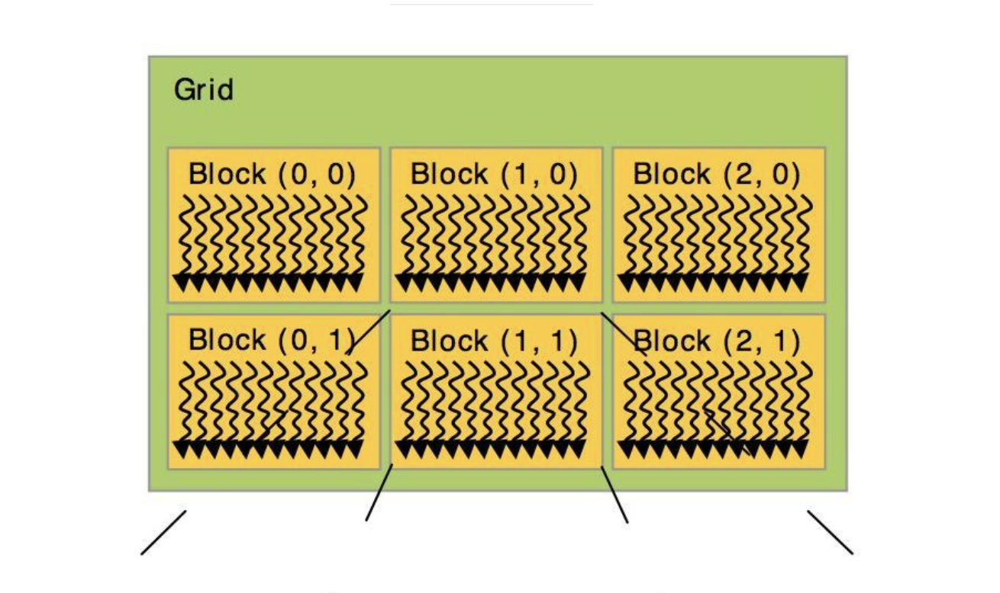 Grid
Block (0, 0) Block (1, 0) Block (2, 0)
Block (0, 1) Block (1, 1) Block (2, 1)